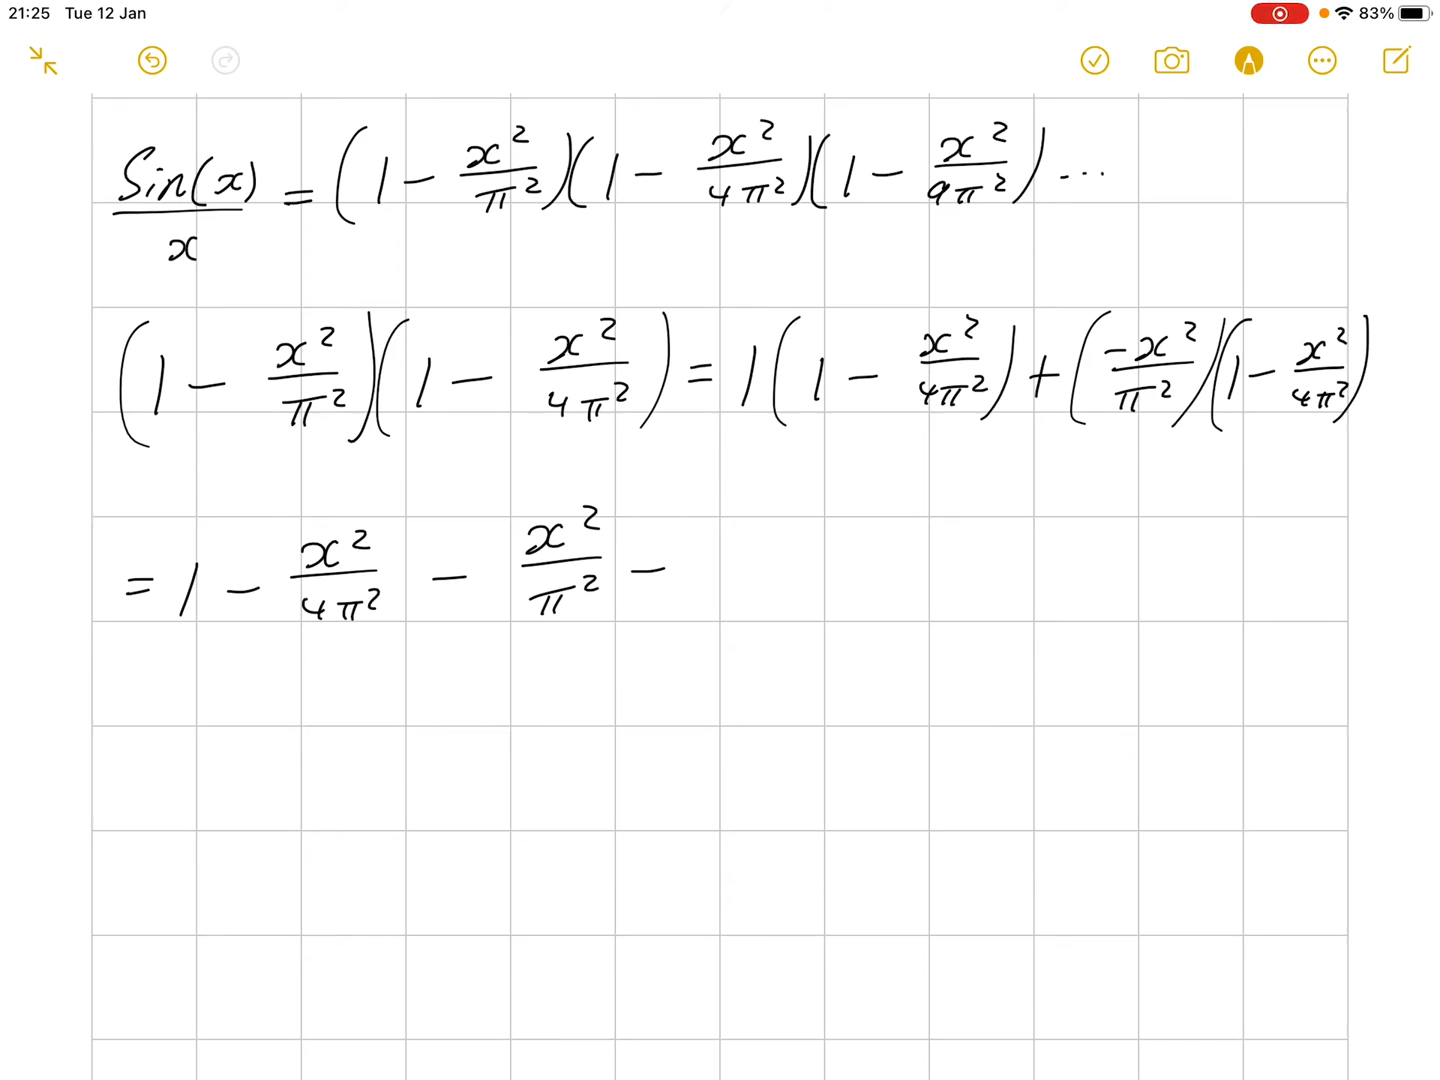 21:25 Tue 12 Jan 83%
Sin(x)/x = (1 - x²/π²)(1 - x²/4π²)(1 - x²/9π²) ...
(1 - x²/π²)(1 - x²/4π²) = 1(1 - x²/4π²) + (-x²/π²)(1 - x²/4π²)
= 1 - x²/4π² - x²/π² -